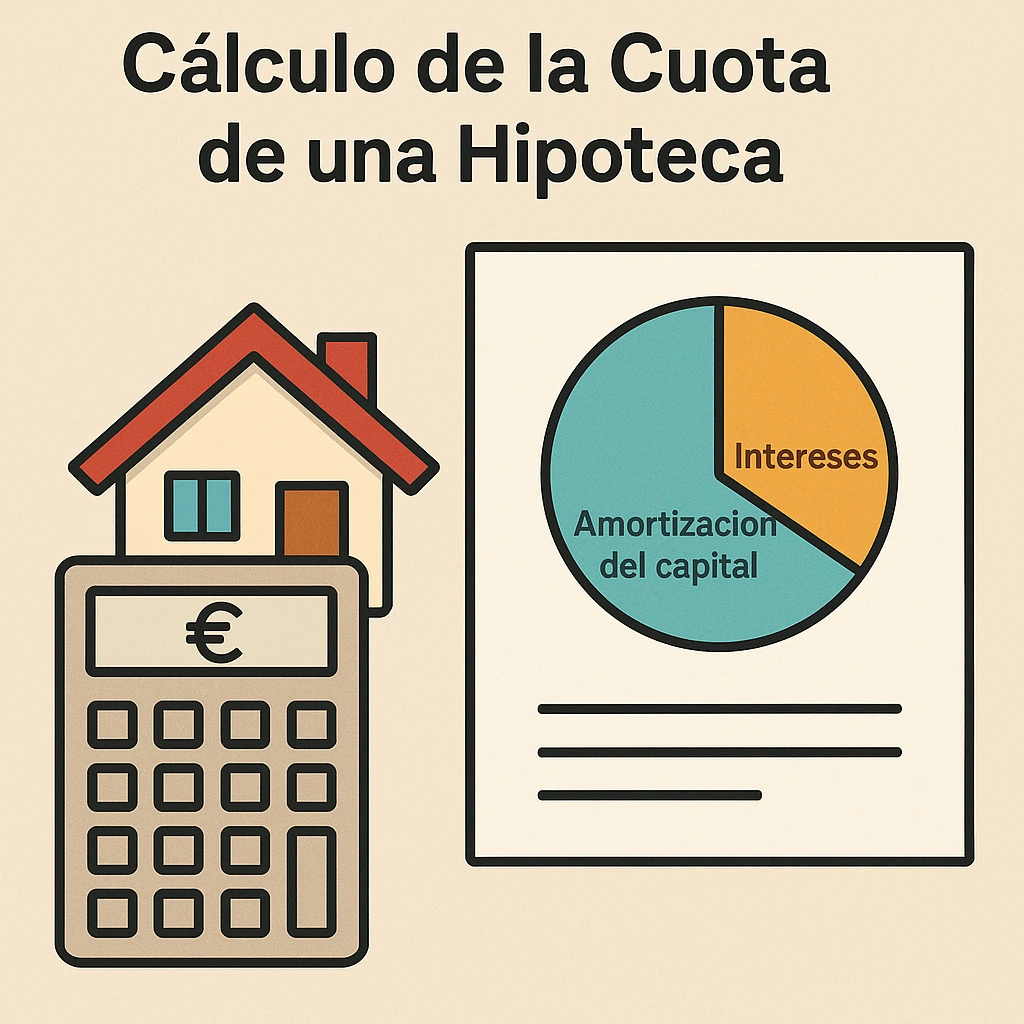 Cálculo de la Cuota
de una Hipoteca
Intereses
Amortizacion
del capital
€